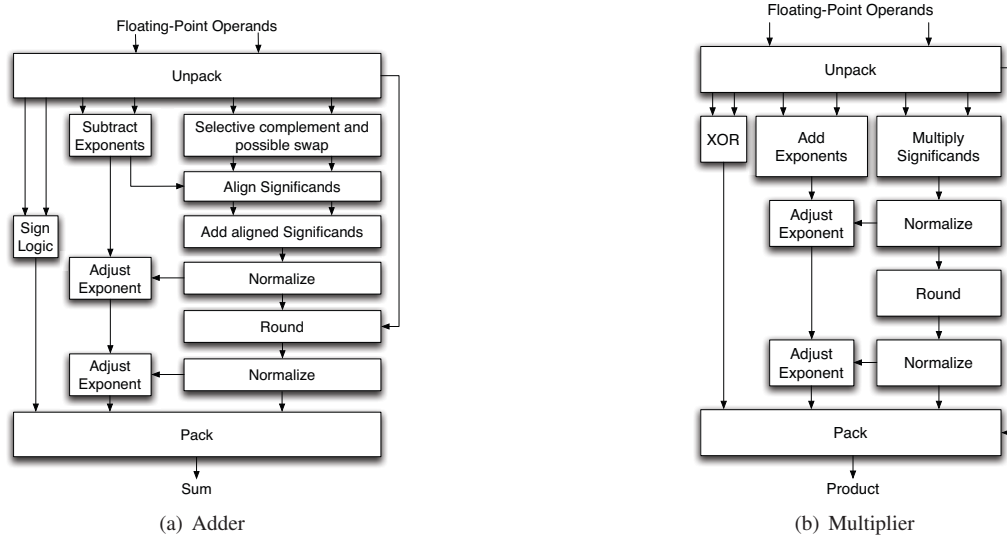 Floating-Point Operands
Unpack
Subtract
Exponents
Selective complement and
possible swap
Align Significands
Sign
Logic
Add aligned Significands
Adjust
Exponent
Normalize
Round
Adjust
Exponent
Normalize
Pack
Sum
(a) Adder
Floating-Point Operands
Unpack
XOR
Add
Exponents
Multiply
Significands
Adjust
Exponent
Normalize
Round
Adjust
Exponent
Normalize
Pack
Product
(b) Multiplier